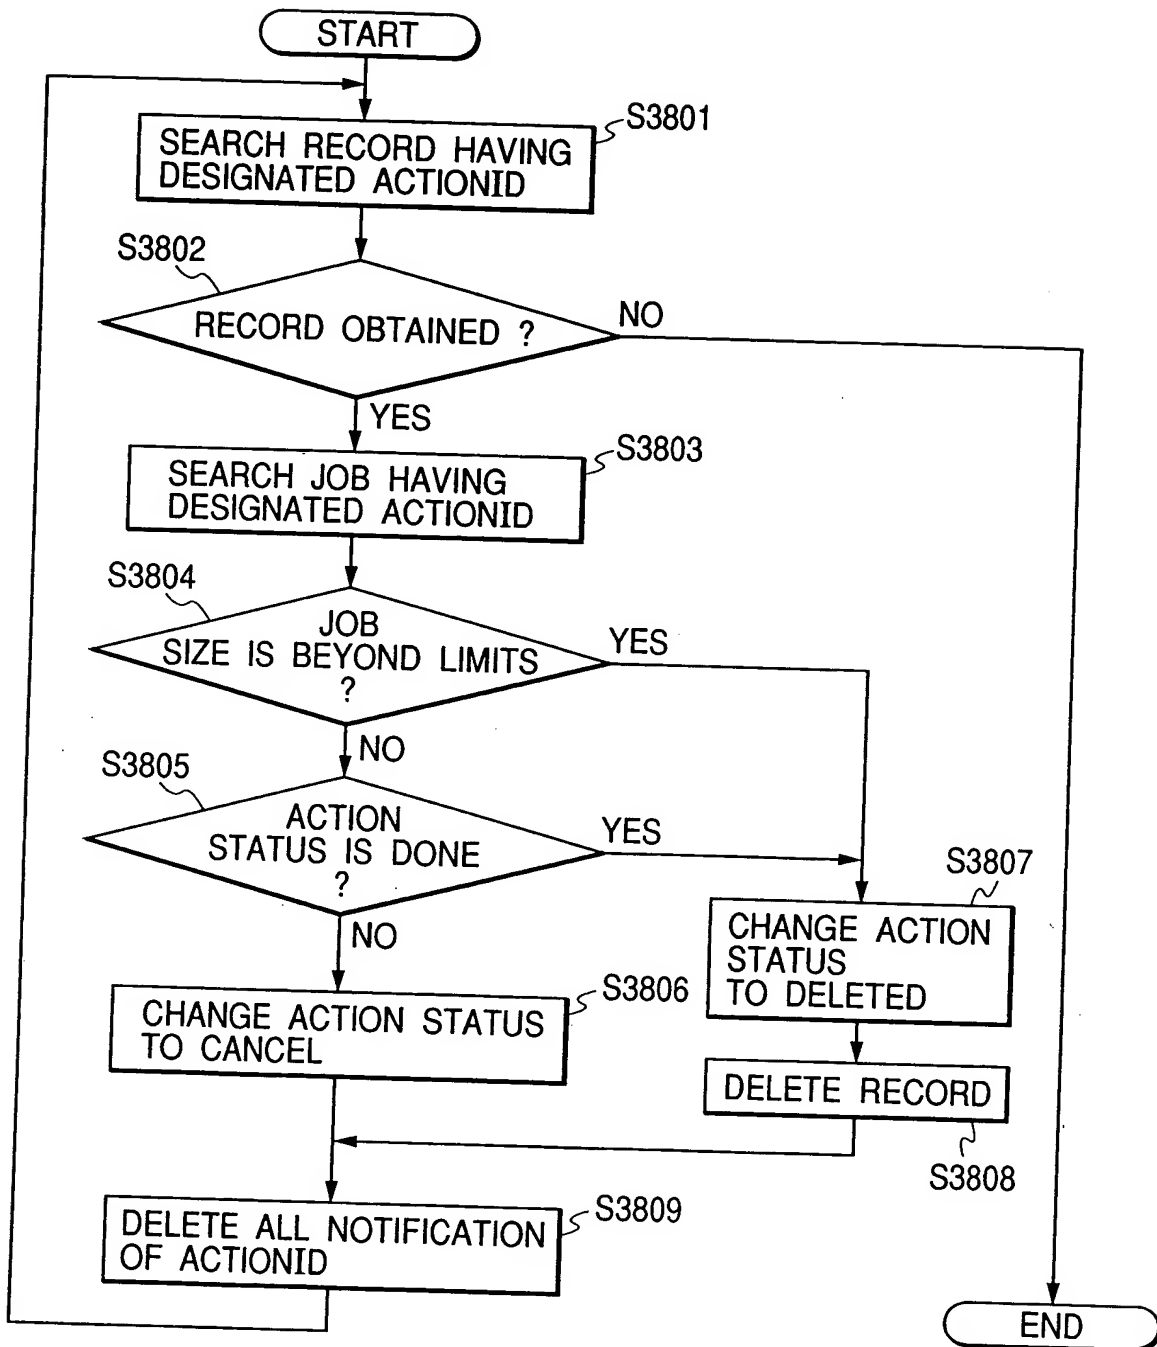 START
S3801
SEARCH RECORD HAVING
DESIGNATED ACTIONID
S3802
RECORD OBTAINED ?
NO
YES
S3803
SEARCH JOB HAVING
DESIGNATED ACTIONID
S3804
JOB
SIZE IS BEYOND LIMITS
?
YES
NO
S3805
ACTION
STATUS IS DONE
?
YES
NO
S3807
CHANGE ACTION
STATUS
TO DELETED
S3806
CHANGE ACTION STATUS
TO CANCEL
DELETE RECORD
S3808
S3809
DELETE ALL NOTIFICATION
OF ACTIONID
END